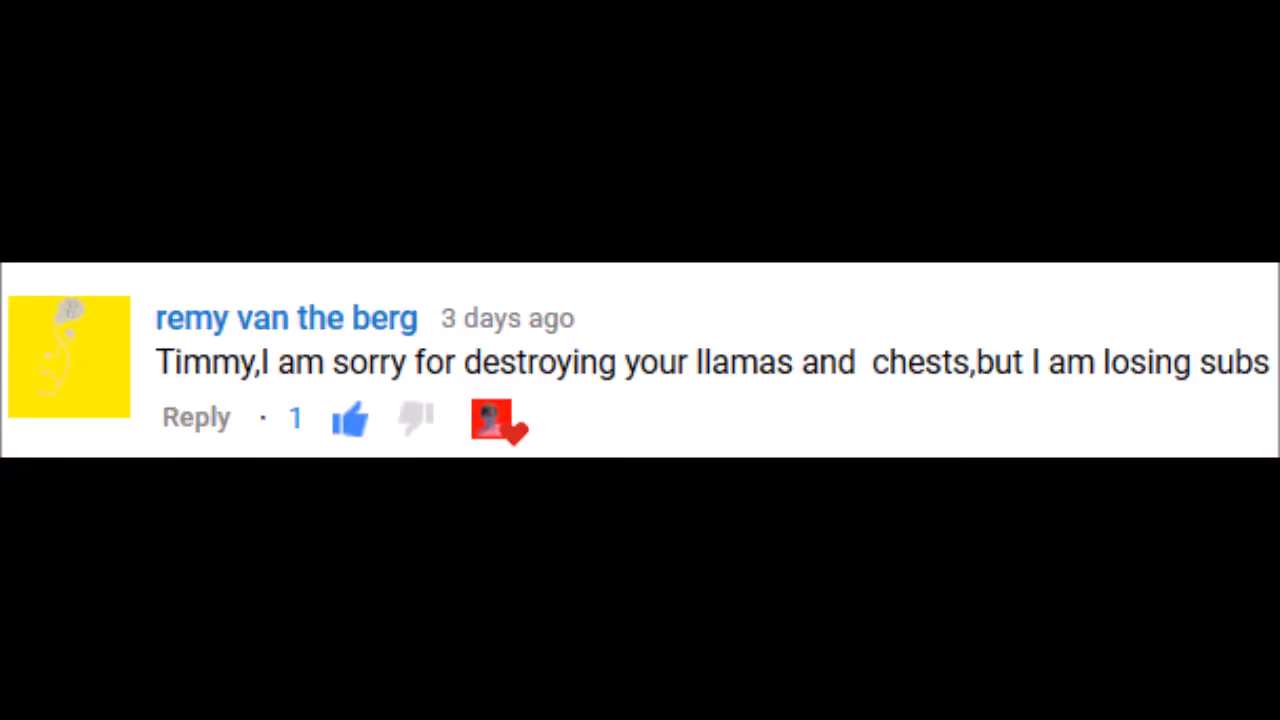 remy van the berg 3 days ago
Timmy,I am sorry for destroying your llamas and  chests,but I am losing subs
Reply · 1